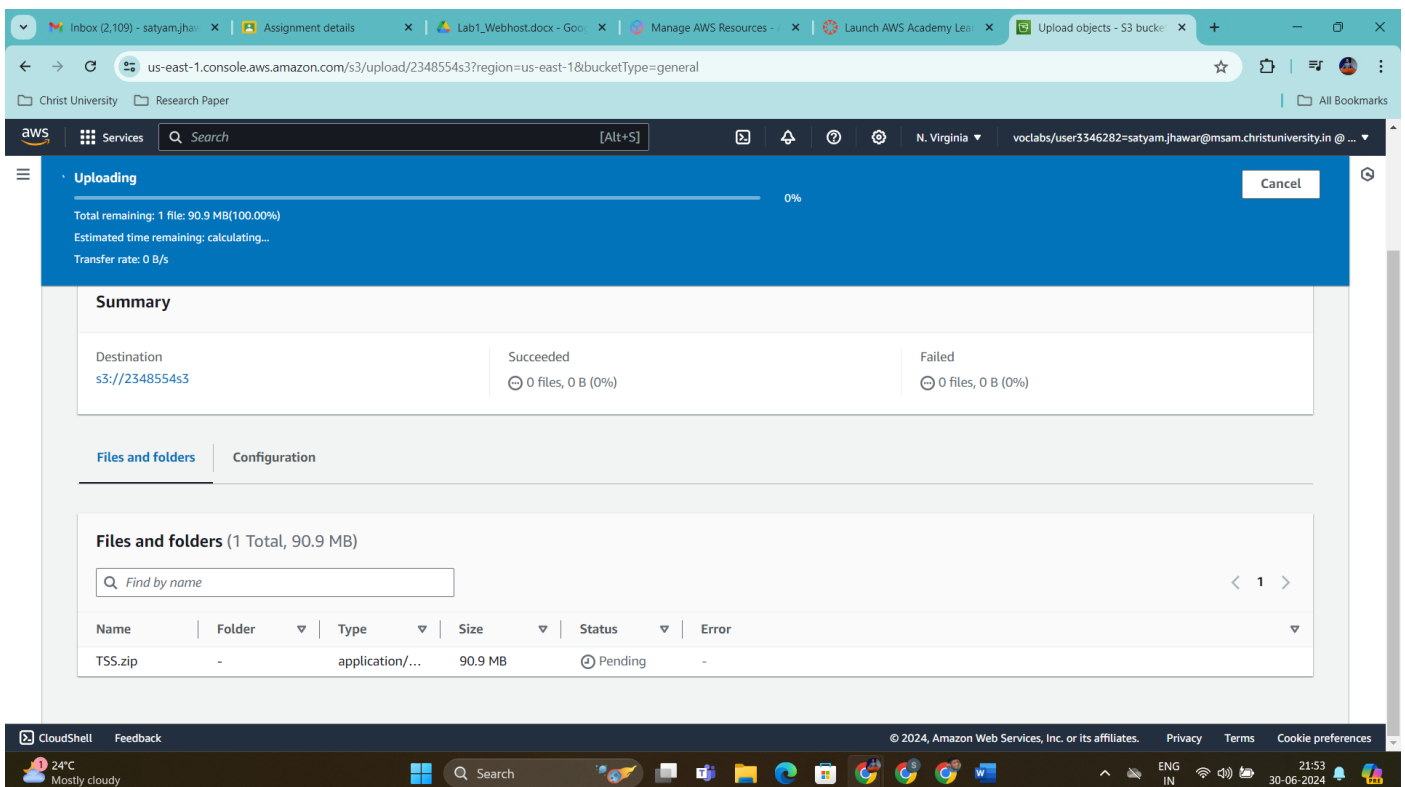 Inbox (2,109) - satyam.jhaw
Assignment details
Lab1_Webhost.docx - Goo
Manage AWS Resources - A
Launch AWS Academy Lea
Upload objects - S3 bucke
us-east-1.console.aws.amazon.com/s3/upload/2348554s3?region=us-east-1&bucketType=general
Christ University
Research Paper
All Bookmarks
aws
Services
Search
[Alt+S]
N. Virginia
voclabs/user3346282=satyam.jhawar@msam.christuniversity.in @ ...
Uploading
Cancel
0%
Total remaining: 1 file: 90.9 MB(100.00%)
Estimated time remaining: calculating...
Transfer rate: 0 B/s
Summary
Destination
s3://2348554s3
Succeeded
0 files, 0 B (0%)
Failed
0 files, 0 B (0%)
Files and folders
Configuration
Files and folders (1 Total, 90.9 MB)
Find by name
1
Name Folder Type Size Status Error
TSS.zip - application/... 90.9 MB Pending -
CloudShell Feedback
© 2024, Amazon Web Services, Inc. or its affiliates. Privacy Terms Cookie preferences
1
24°C
Mostly cloudy
Search
ENG
IN
21:53
30-06-2024
PRE